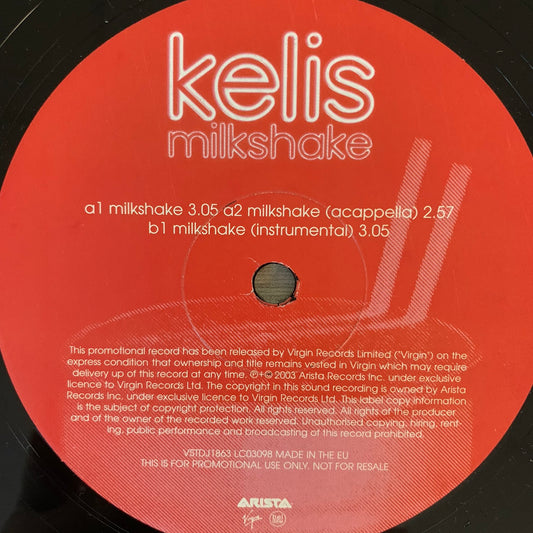 kelis
milkshake
a1 milkshake 3.05 a2 milkshake (acappella) 2.57
b1 milkshake (instrumental) 3.05
This promotional record has been released by Virgin Records Limited ("Virgin") on the
express condition that ownership and title remains vested in Virgin which may require
delivery up of this record at any time. ℗+© 2003 Arista Records Inc. under exclusive
licence to Virgin Records Ltd. The copyright in this sound recording is owned by Arista
Records Inc, under exclusive licence to Virgin Records Ltd. This label copy information
is the subject of copyright protection. All rights reserved. All rights of the producer
and of the owner of the recorded work reserved. Unauthorised copying, hiring, rent-
ing, public performance and broadcasting of this record prohibited.
VSTDJ1863 LC03098 MADE IN THE EU
THIS IS FOR PROMOTIONAL USE ONLY. NOT FOR RESALE
ARISTA
Virgin